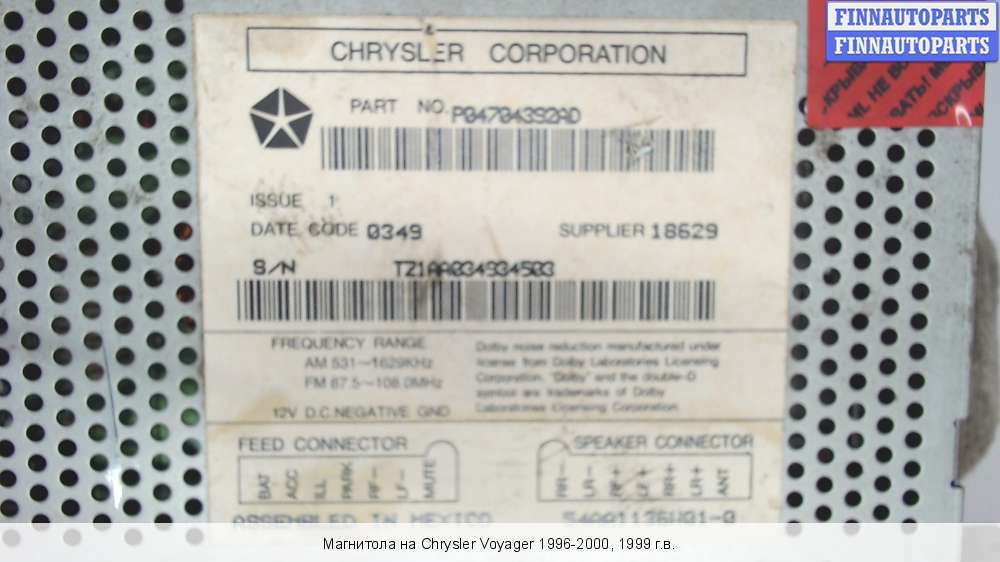 FINNAUTOPARTS
FINNAUTOPARTS
CHRYSLER CORPORATION
PART NO. P04704392AD
ISSUE 1
DATE CODE 0349 SUPPLIER 18629
S/N TZ1AA034934503
FREQUENCY RANGE
AM 531~1629KHz
FM 87.5~108.0MHz
12V D.C.NEGATIVE GND
Dolby noise reduction manufactured under
license from Dolby Laboratories Licensing
Corporation. "Dolby" and the double-D
symbol are trademarks of Dolby
Laboratories Licensing Corporation.
FEED CONNECTOR
BAT ACC ILL PARK RF- LF- MUTE
SPEAKER CONNECTOR
RR- LR- RF+ LF+ RR+ LR+ ANT
ASSEMBLED IN MEXICO
Магнитола на Chrysler Voyager 1996-2000, 1999 г.в.